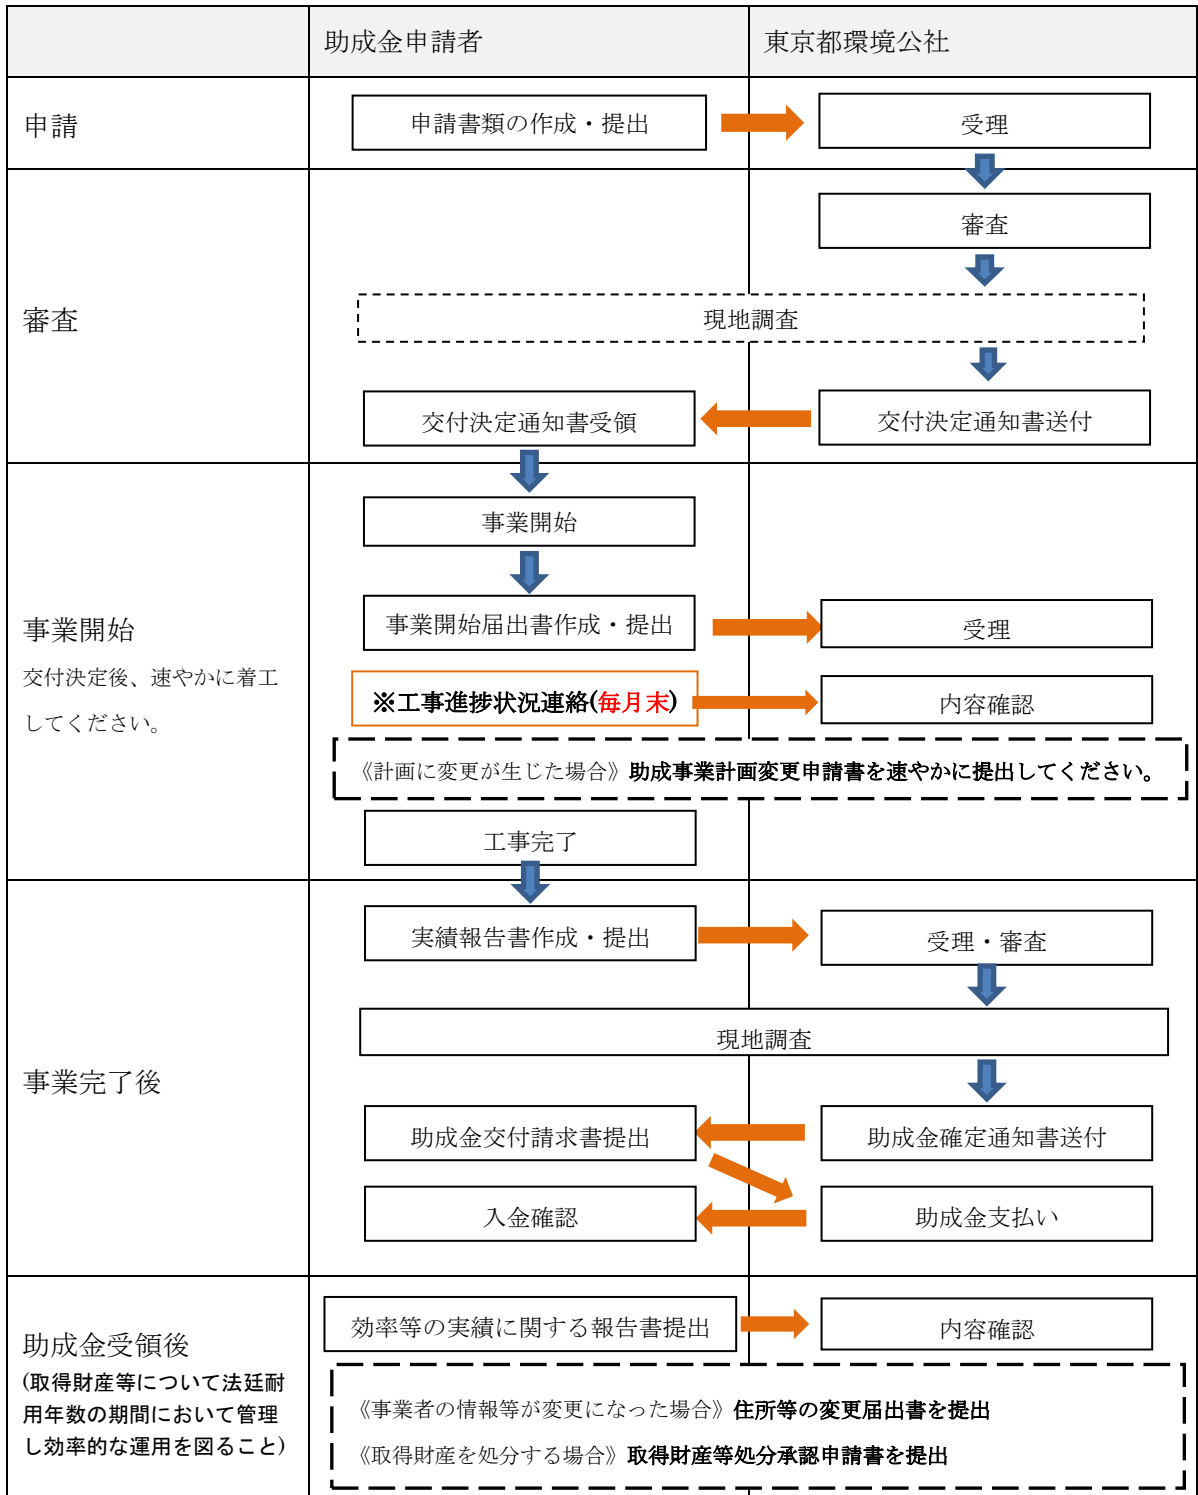 助成金申請者
東京都環境公社
申請
申請書類の作成・提出
受理
審査
審査
現地調査
交付決定通知書受領
交付決定通知書送付
事業開始
交付決定後、速やかに着工
してください。
事業開始
事業開始届出書作成・提出
受理
※工事進捗状況連絡(毎月末)
内容確認
《計画に変更が生じた場合》助成事業計画変更申請書を速やかに提出してください。
工事完了
事業完了後
実績報告書作成・提出
受理・審査
現地調査
助成金交付請求書提出
助成金確定通知書送付
入金確認
助成金支払い
助成金受領後
(取得財産等について法廷耐
用年数の期間において管理
し効率的な運用を図ること)
効率等の実績に関する報告書提出
内容確認
《事業者の情報等が変更になった場合》住所等の変更届出書を提出
《取得財産を処分する場合》取得財産等処分承認申請書を提出